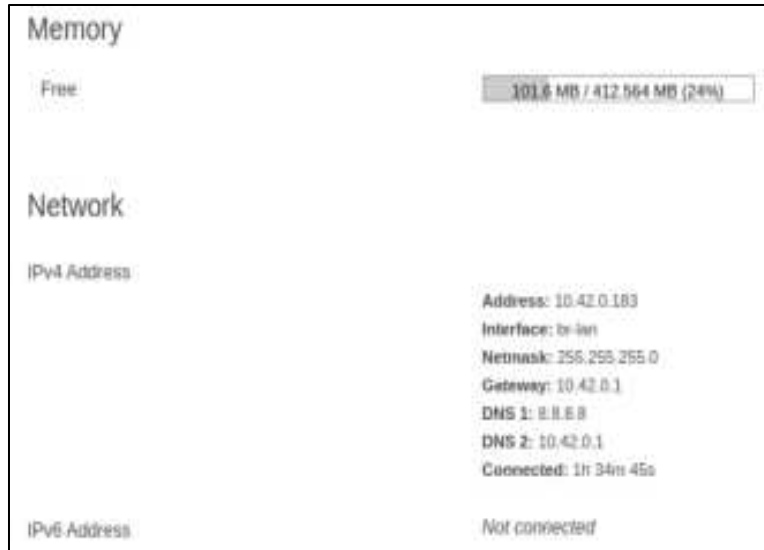 Memory
Free
101.6 MB / 412.564 MB (24%)
Network
IPv4 Address
Address: 10.42.0.183
Interface: br-lan
Netmask: 255.255.255.0
Gateway: 10.42.0.1
DNS 1: 8.8.8.8
DNS 2: 10.42.0.1
Connected: 1h 34m 45s
IPv6 Address
Not connected